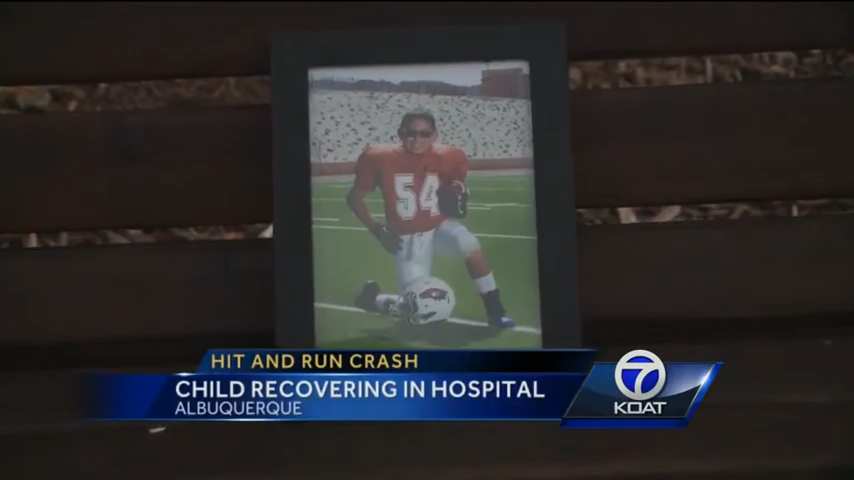 54
HIT AND RUN CRASH
CHILD RECOVERING IN HOSPITAL
ALBUQUERQUE
7
KOAT